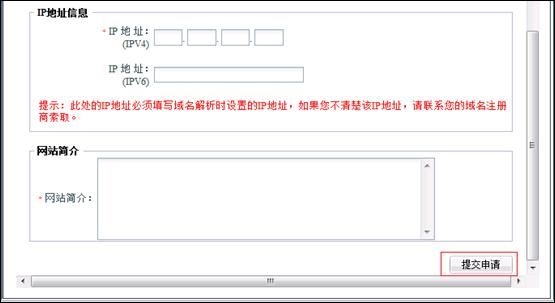 IP地址信息
* IP 地 址：
(IPV4)
IP 地 址：
(IPV6)
提示：此处的IP地址必须填写域名解析时设置的IP地址，如果您不清楚该IP地址，请联系您的域名注册
商索取。
网站简介
* 网站简介：
提交申请